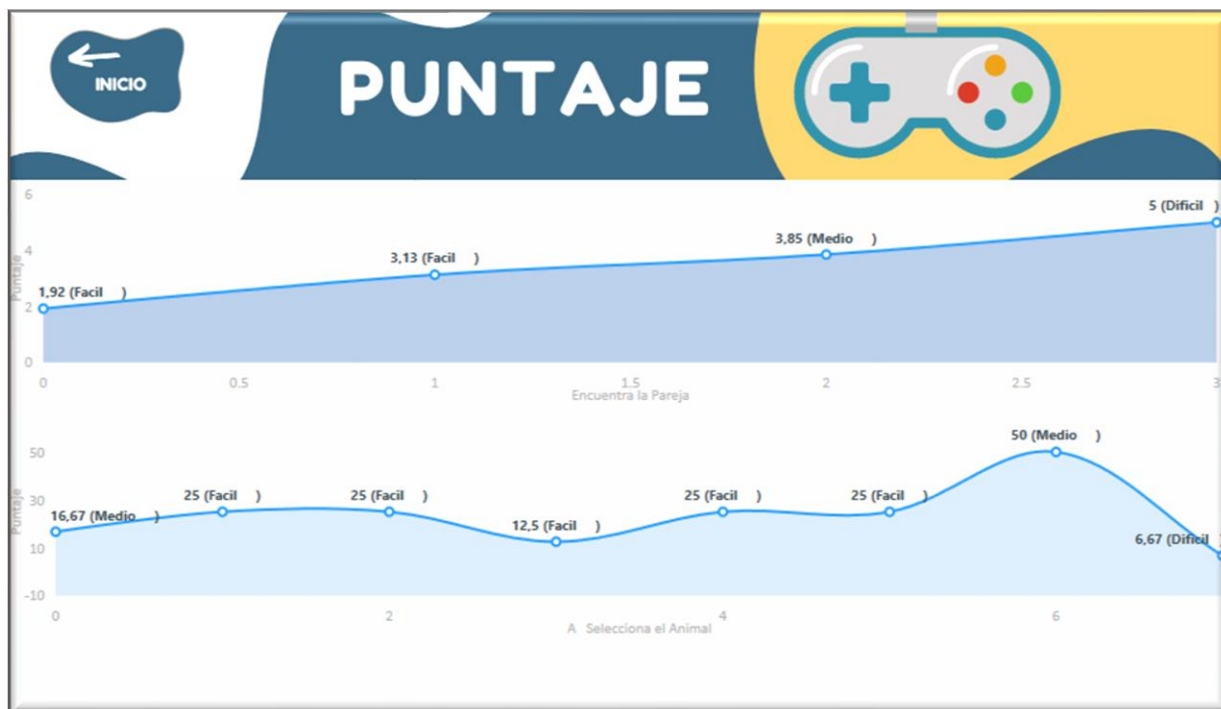 INICIO
PUNTAJE
6
4
2
0
Puntaje
1,92 (Facil )
3,13 (Facil )
3,85 (Medio )
5 (Dificil )
0 0.5 1 1.5 2 2.5 3
Encuentra la Pareja
50
30
10
-10
Puntaje
16,67 (Medio )
25 (Facil )
25 (Facil )
12,5 (Facil )
25 (Facil )
25 (Facil )
50 (Medio )
6,67 (Dificil )
0 2 4 6
A Selecciona el Animal